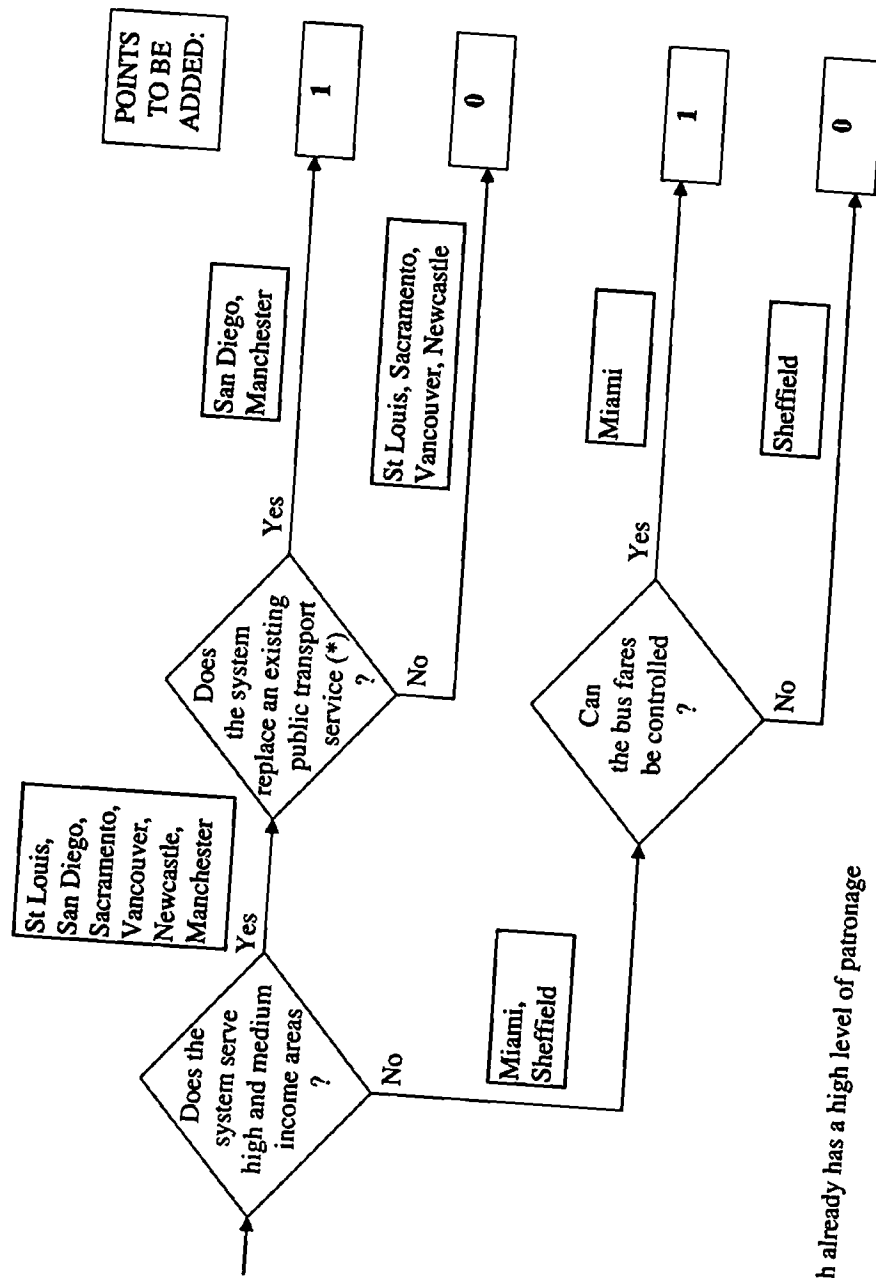 POINTS
TO BE
ADDED:
St Louis,
San Diego,
Sacramento,
Vancouver,
Newcastle,
Manchester
Does the
system serve
high and medium
income areas
?
Yes
No
Does
the system
replace an existing
public transport
service (*)
?
Yes
San Diego,
Manchester
1
No
St Louis, Sacramento,
Vancouver, Newcastle
0
Miami,
Sheffield
Can
the bus fares
be controlled
?
Yes
Miami
1
No
Sheffield
0
already has a high level of patronage